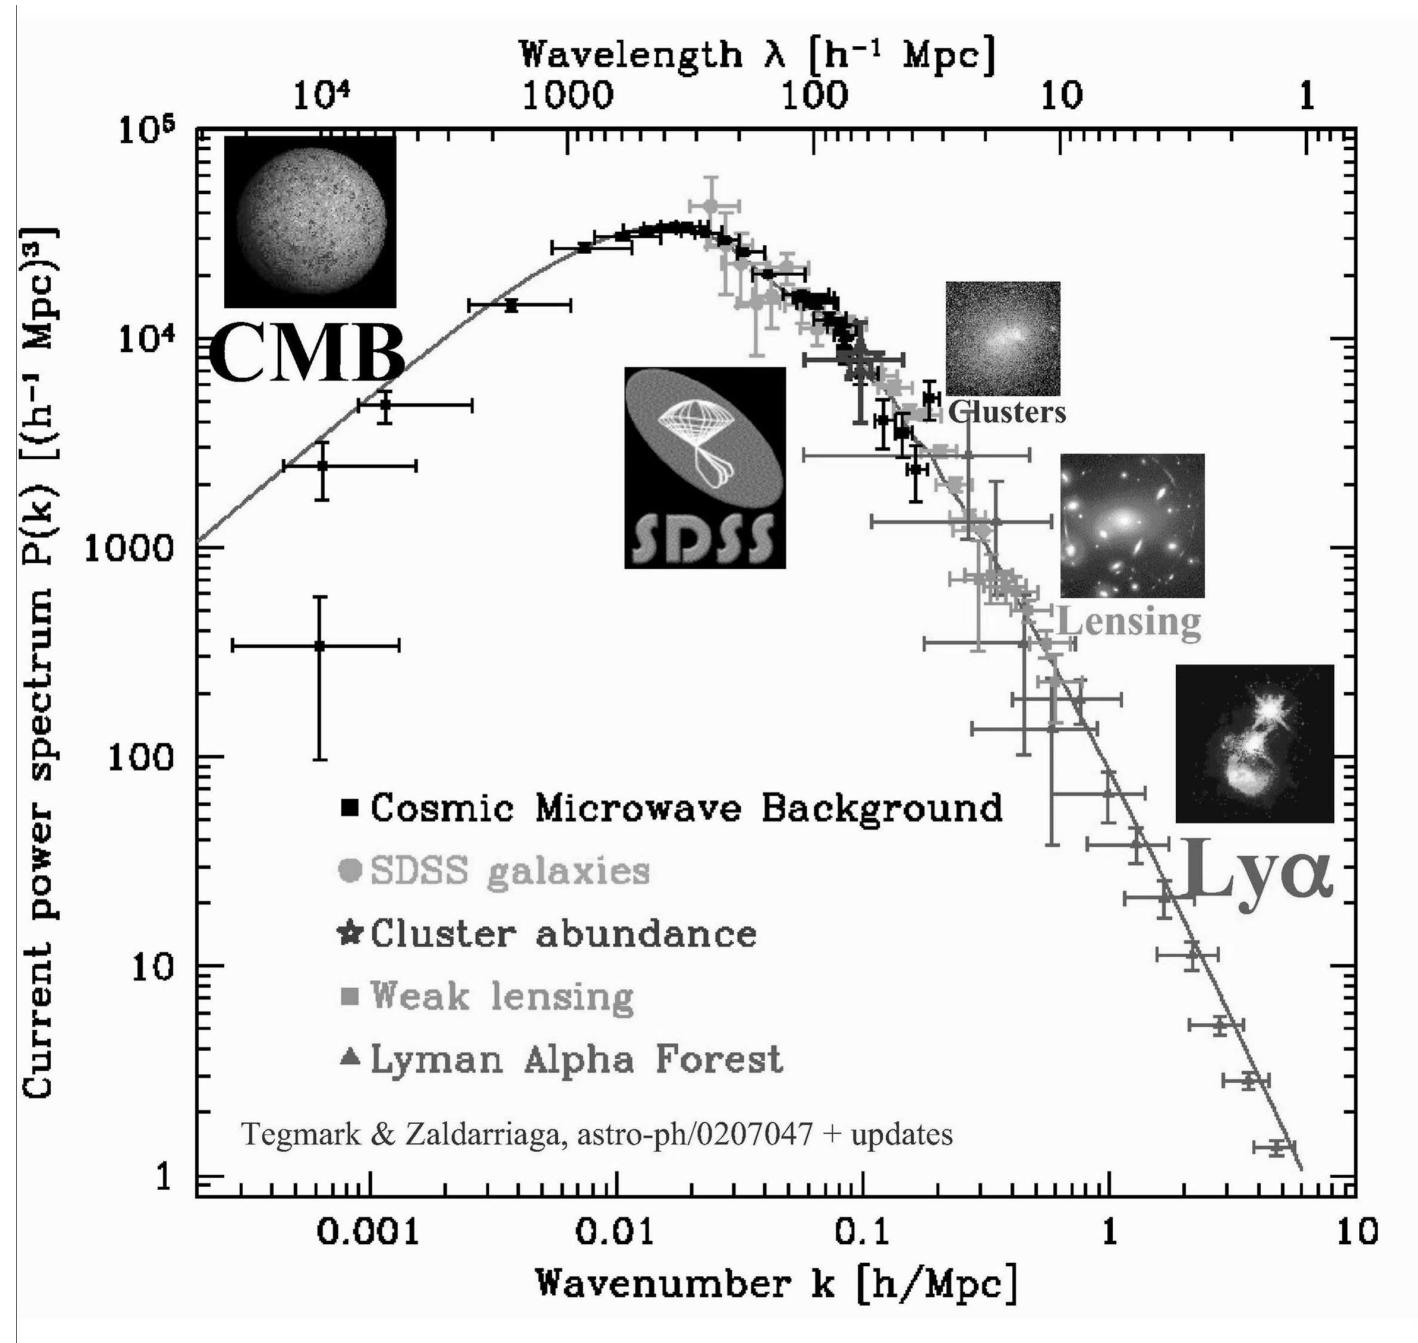 Wavelength λ [h⁻¹ Mpc]
10⁴ 1000 100 10 1
10⁵
10⁴
1000
100
10
1
Current power spectrum P(k) [(h⁻¹ Mpc)³]
CMB
SDSS
Clusters
Lensing
Lyα
Cosmic Microwave Background
SDSS galaxies
Cluster abundance
Weak lensing
Lyman Alpha Forest
Tegmark & Zaldarriaga, astro-ph/0207047 + updates
0.001 0.01 0.1 1 10
Wavenumber k [h/Mpc]